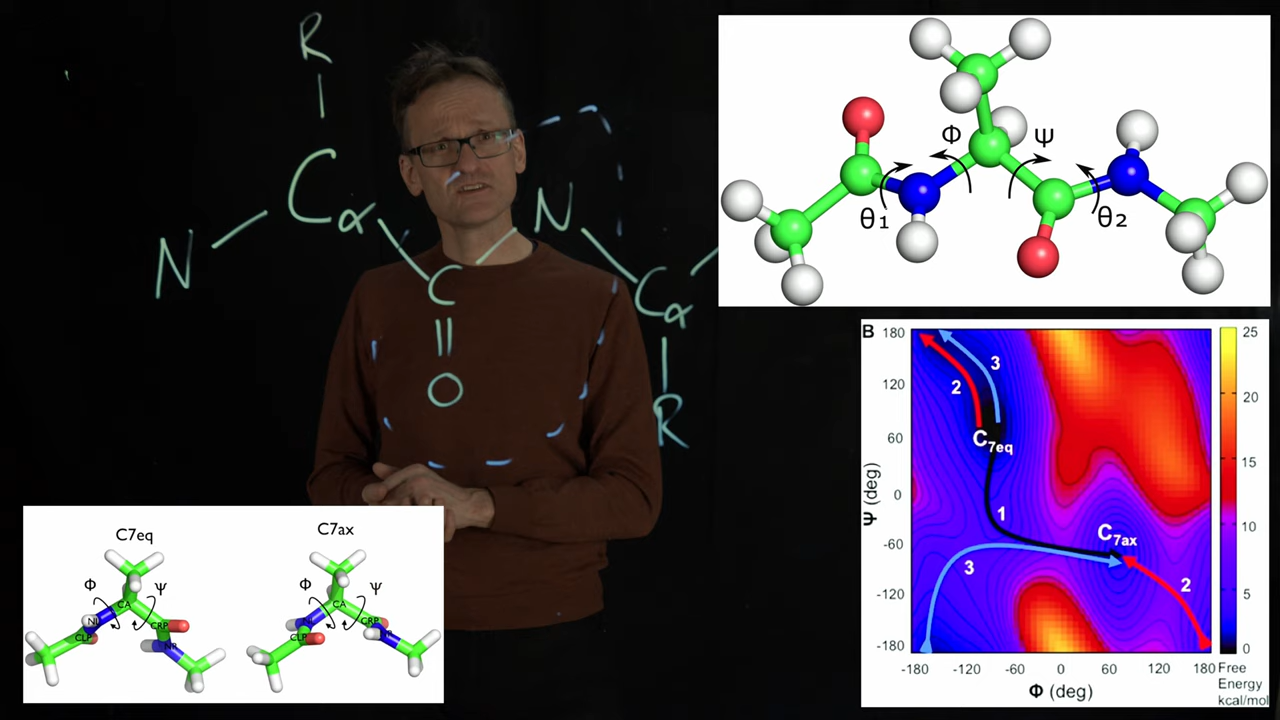 R
Cα
N
N
C
O
Cα
R
Φ
Ψ
θ1
θ2
C7eq
C7ax
Φ
Ψ
CA
CLP
CRP
NR
Φ
Ψ
CA
CLP
CRP
B
180
120
60
0
-60
-120
-180
Ψ (deg)
3
2
C7eq
1
C7ax
3
2
-180
-120
-60
0
60
120
180
Φ (deg)
25
20
15
10
5
0
Free
Energy
kcal/mol